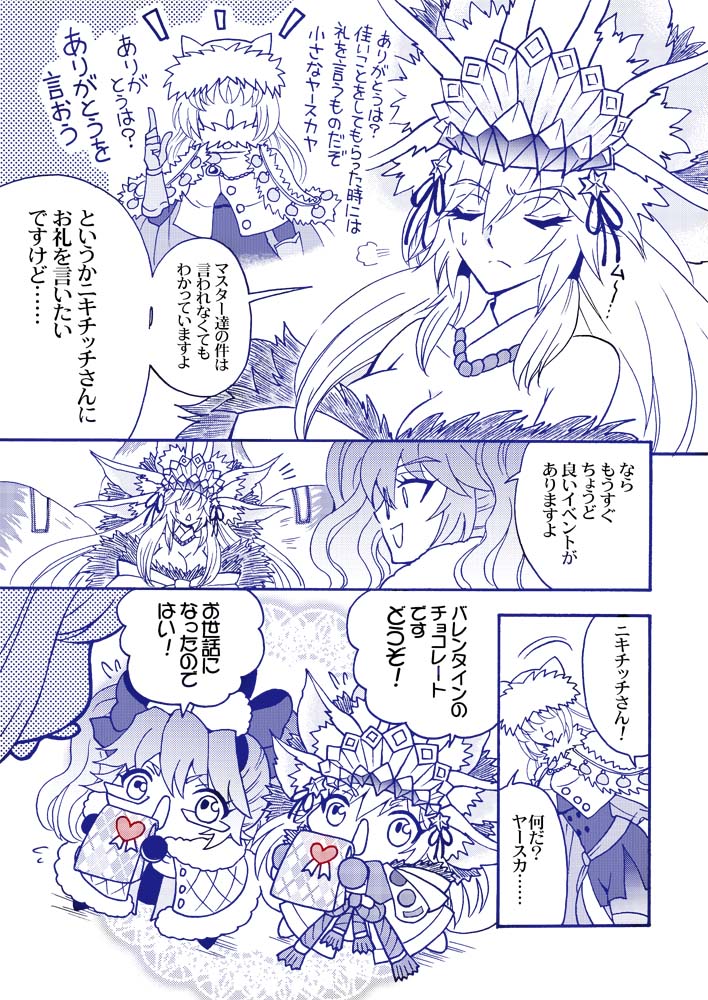 ありがとうは?
佳いことをしてもらった時には
礼を言うものだぞ
小さなヤースカヤ
ありが
とうは?
ありがとうを
言おう
ムー…
マスター達の件は
言われなくても
わかっていますよ
というかニキチッチさんに
お礼を言いたい
ですけど……
なら
もうすぐ
ちょうど
良いイベントが
ありますよ
ニキチッチさん!
何だ?
ヤースカ……
バレンタインの
チョコレート
です
どうぞ!
お世話に
なったので
はい!